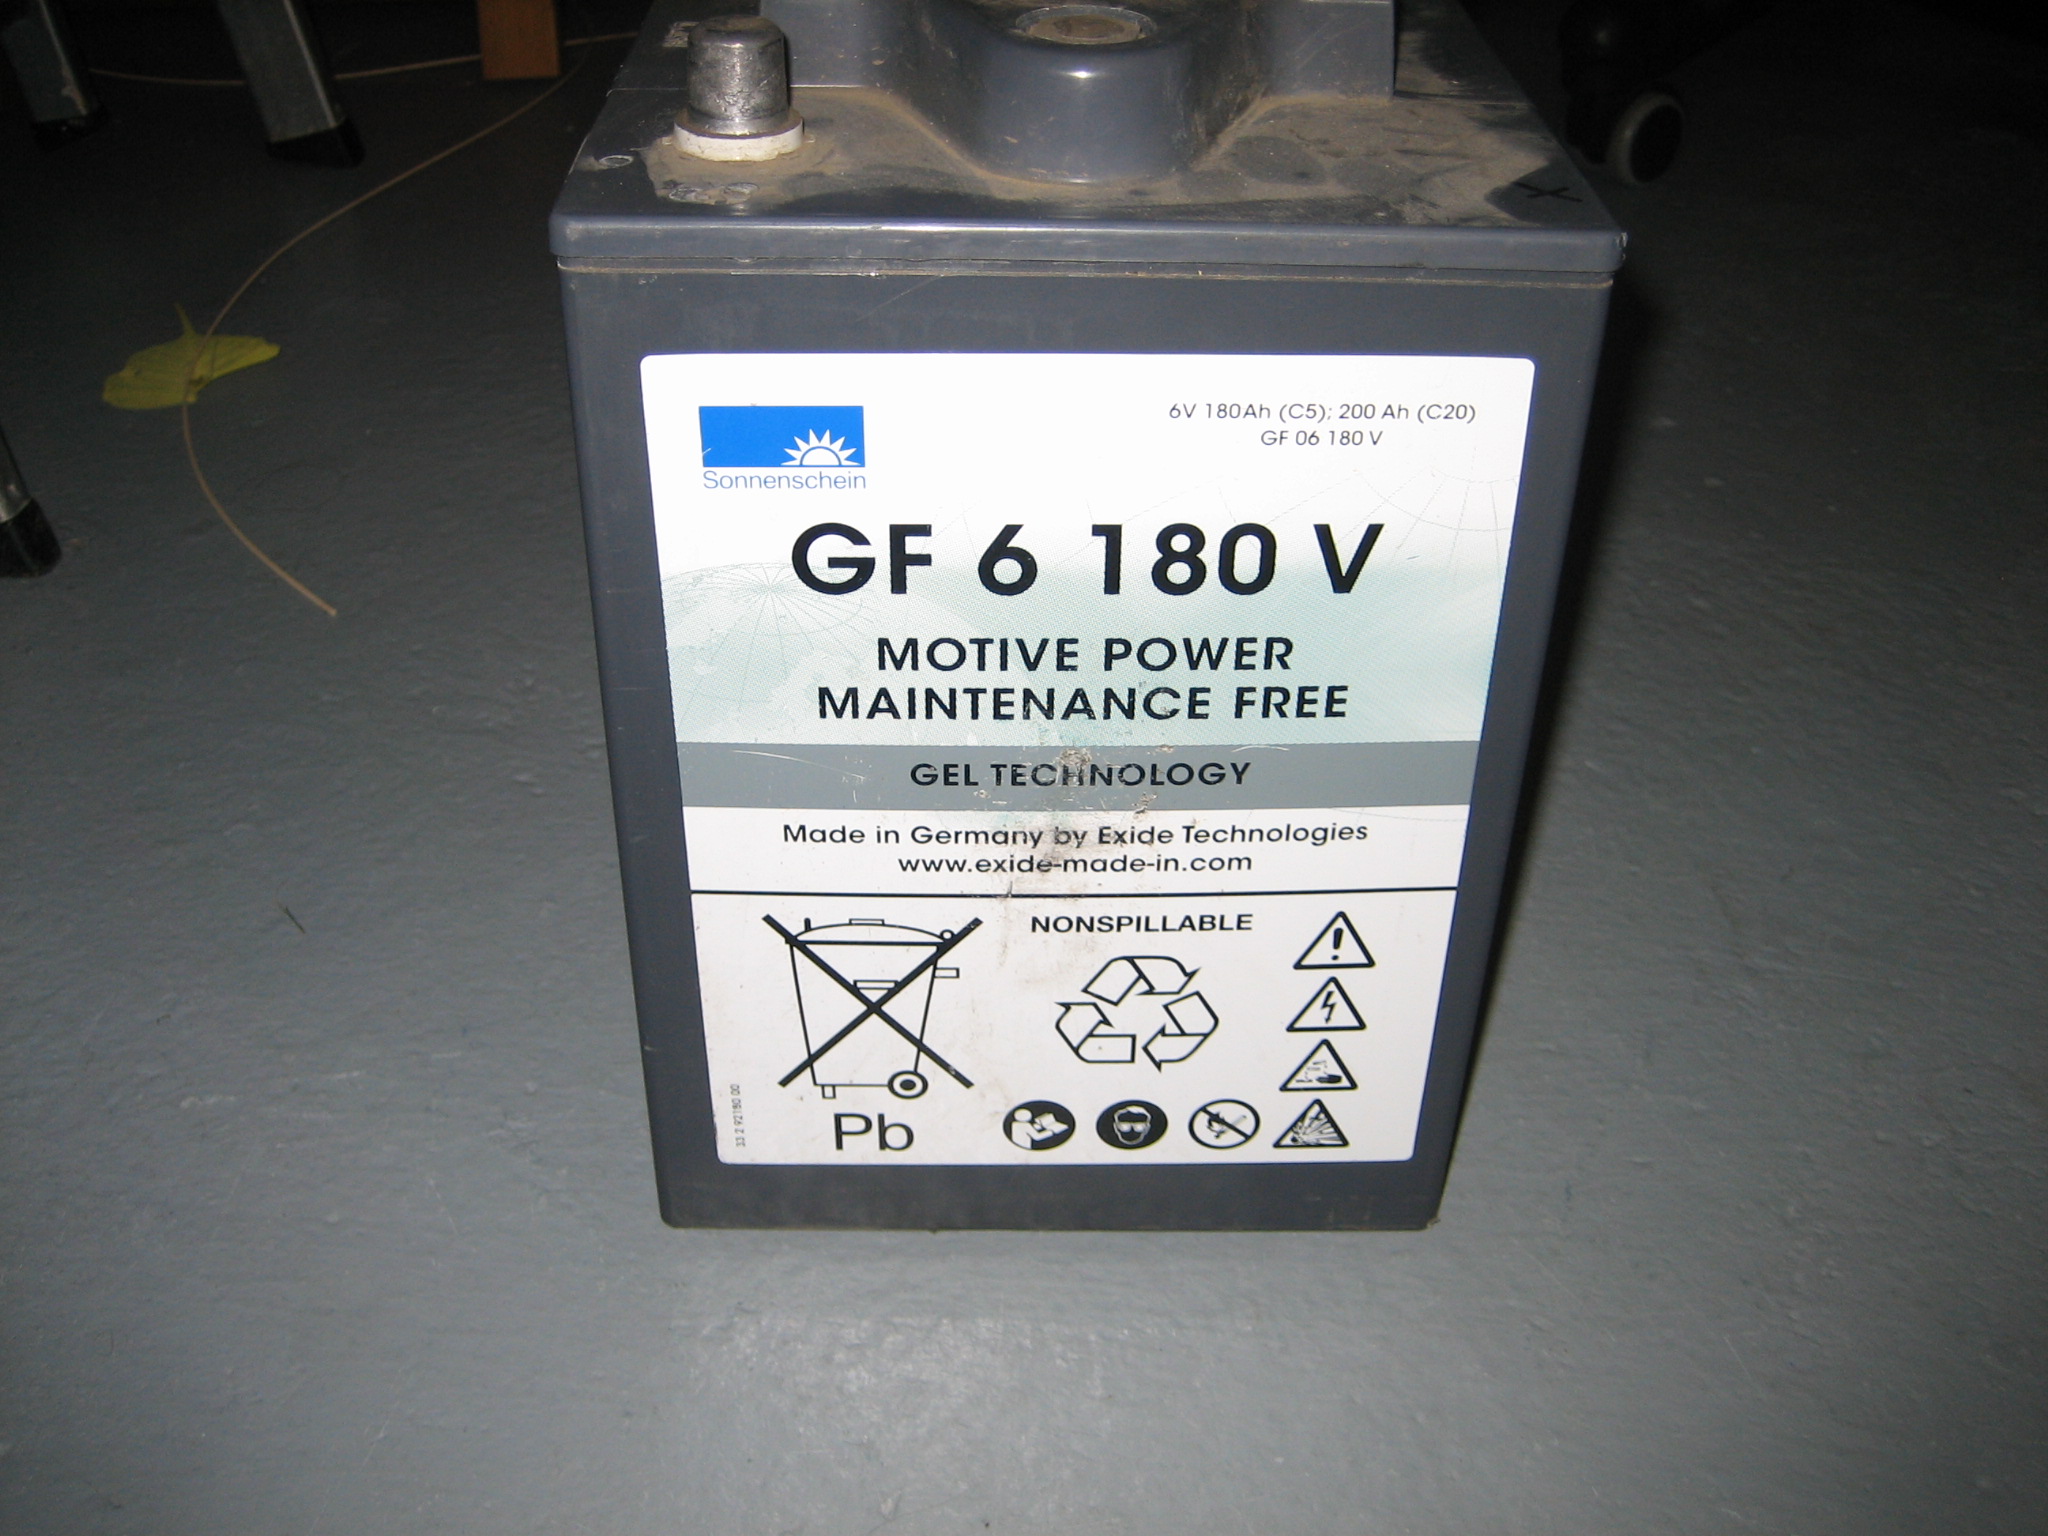 6V 180Ah (C5); 200 Ah (C20)
GF 06 180 V
Sonnenschein
GF 6 180 V
MOTIVE POWER
MAINTENANCE FREE
GEL TECHNOLOGY
Made in Germany by Exide Technologies
www.exide-made-in.com
NONSPILLABLE
Pb